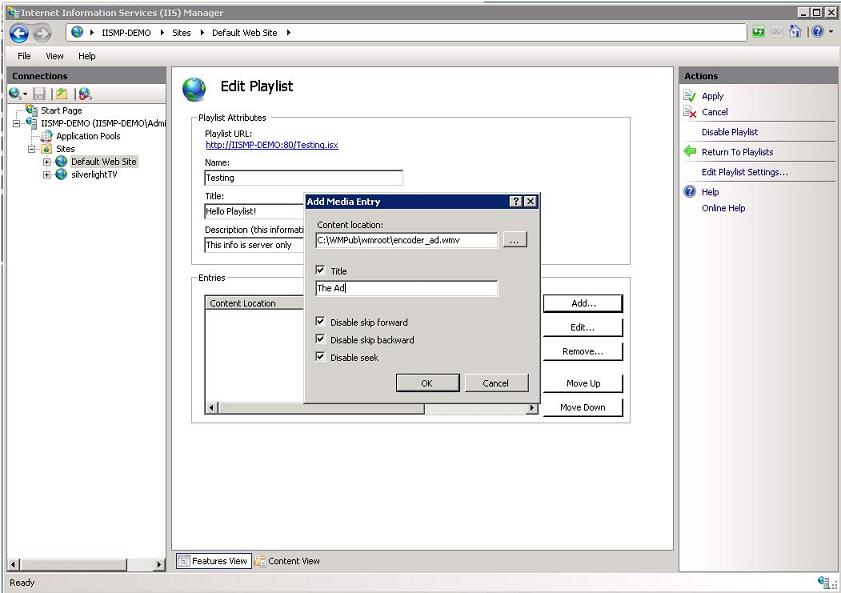 Internet Information Services (IIS) Manager
IISMP-DEMO Sites Default Web Site
File View Help
Connections
Start Page
IISMP-DEMO (IISMP-DEMO\Admi
Application Pools
Sites
Default Web Site
silverlightTV
Edit Playlist
Playlist Attributes
Playlist URL:
http://IISMP-DEMO:80/Testing.isx
Name:
Testing
Title:
Hello Playlist!
Description (this informati
This info is server only
Entries
Content Location
Add...
Edit...
Remove...
Move Up
Move Down
Add Media Entry
Content location:
C:\WMPub\wmroot\encoder_ad.wmv
...
Title
The Ad
Disable skip forward
Disable skip backward
Disable seek
OK Cancel
Actions
Apply
Cancel
Disable Playlist
Return To Playlists
Edit Playlist Settings...
Help
Online Help
Features View Content View
Ready